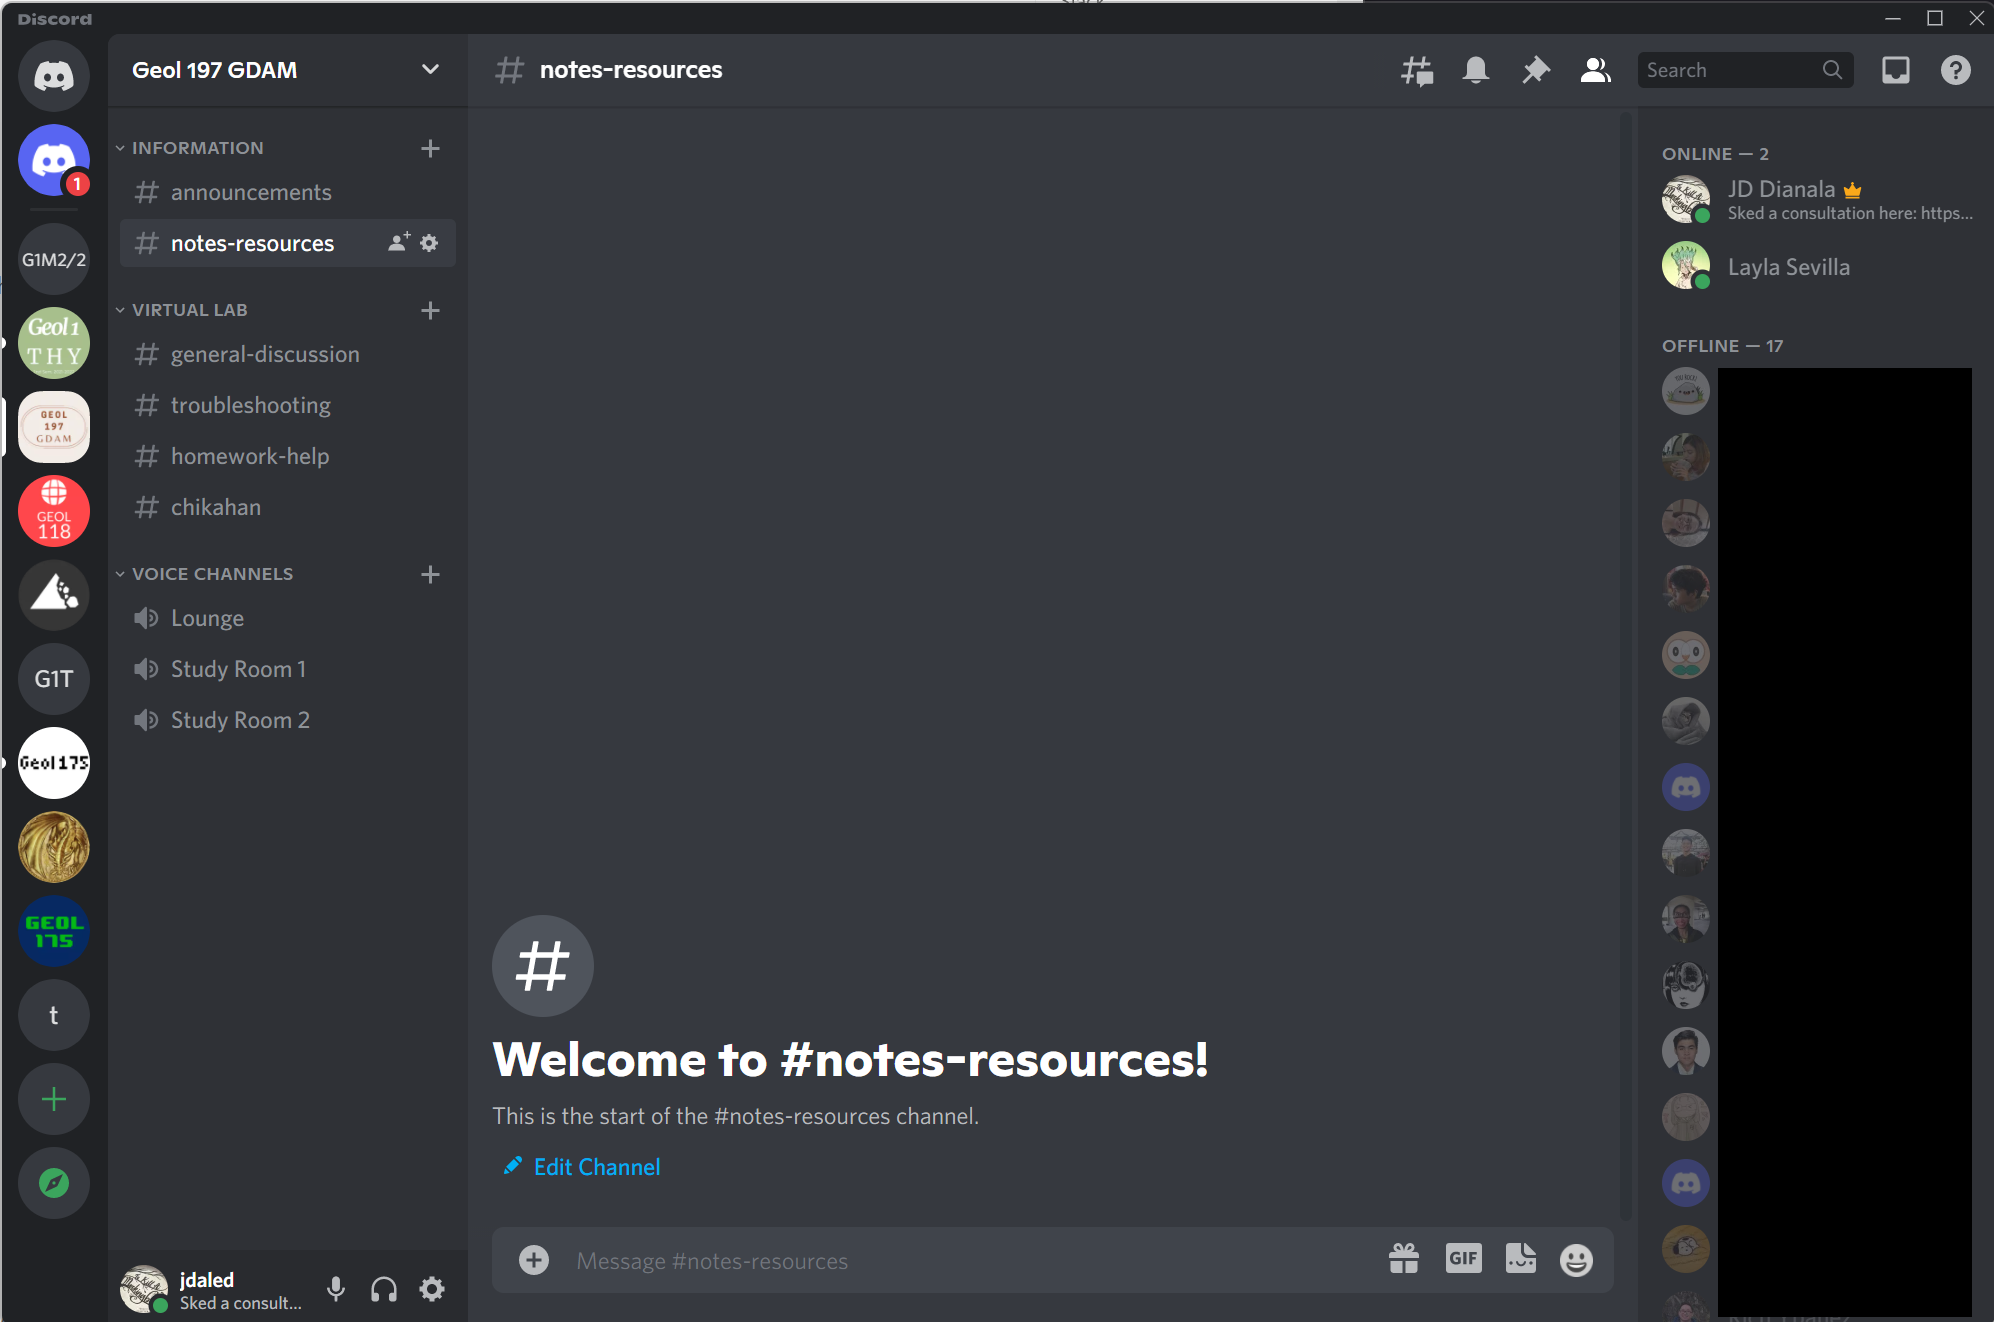 Discord
Geol 197 GDAM
notes-resources
Search
INFORMATION
announcements
notes-resources
VIRTUAL LAB
general-discussion
troubleshooting
homework-help
chikahan
VOICE CHANNELS
Lounge
Study Room 1
Study Room 2
1
G1M2/2
Geol 1
THY
GEOL
197
GDAM
GEOL
118
G1T
Geol 175
GEOL
175
t
Welcome to #notes-resources!
This is the start of the #notes-resources channel.
Edit Channel
Message #notes-resources
GIF
jdaled
Sked a consult...
ONLINE — 2
JD Dianala
Sked a consultation here: https...
Layla Sevilla
OFFLINE — 17